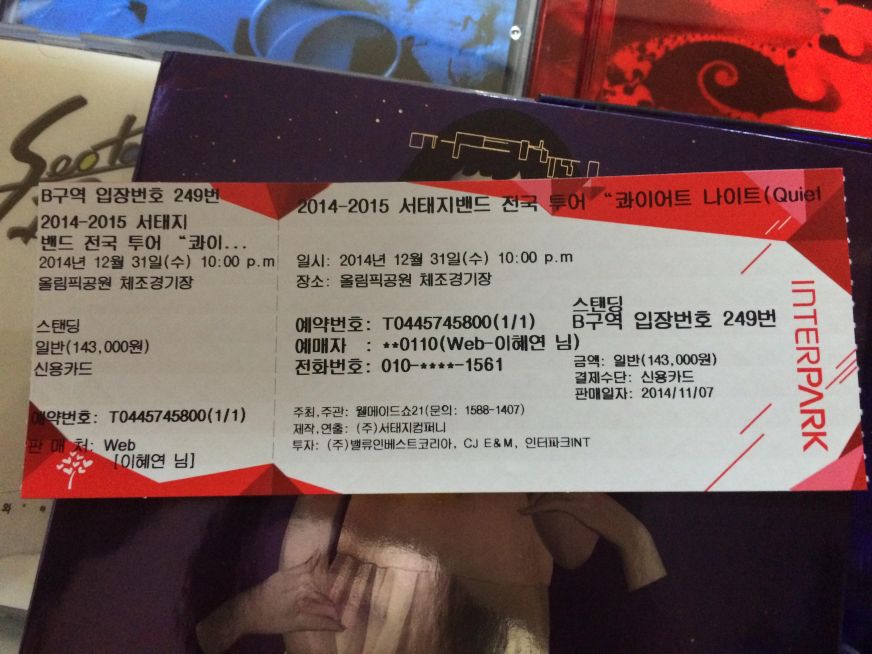 Seota
B구역 입장번호 249번
2014-2015 서태지
밴드 전국 투어 “콰이...
2014년 12월 31일(수) 10:00 p.m
올림픽공원 체조경기장
스탠딩
일반(143,000원)
신용카드
예약번호: T0445745800(1/1)
판 매 처: Web
[이혜연 님]
2014-2015 서태지밴드 전국 투어 “콰이어트 나이트(Quiet
일시: 2014년 12월 31일(수) 10:00 p.m
장소: 올림픽공원 체조경기장
스탠딩
예약번호: T0445745800(1/1)
B구역 입장번호 249번
예매자 : **0110(Web-이혜연 님)
전화번호: 010-****-1561
금액: 일반(143,000원)
결제수단: 신용카드
판매일자: 2014/11/07
주최,주관: 웰메이드쇼21(문의: 1588-1407)
제작,연출: (주)서태지컴퍼니
투자: (주)밸류인베스트코리아, CJ E&M, 인터파크INT
INTERPARK